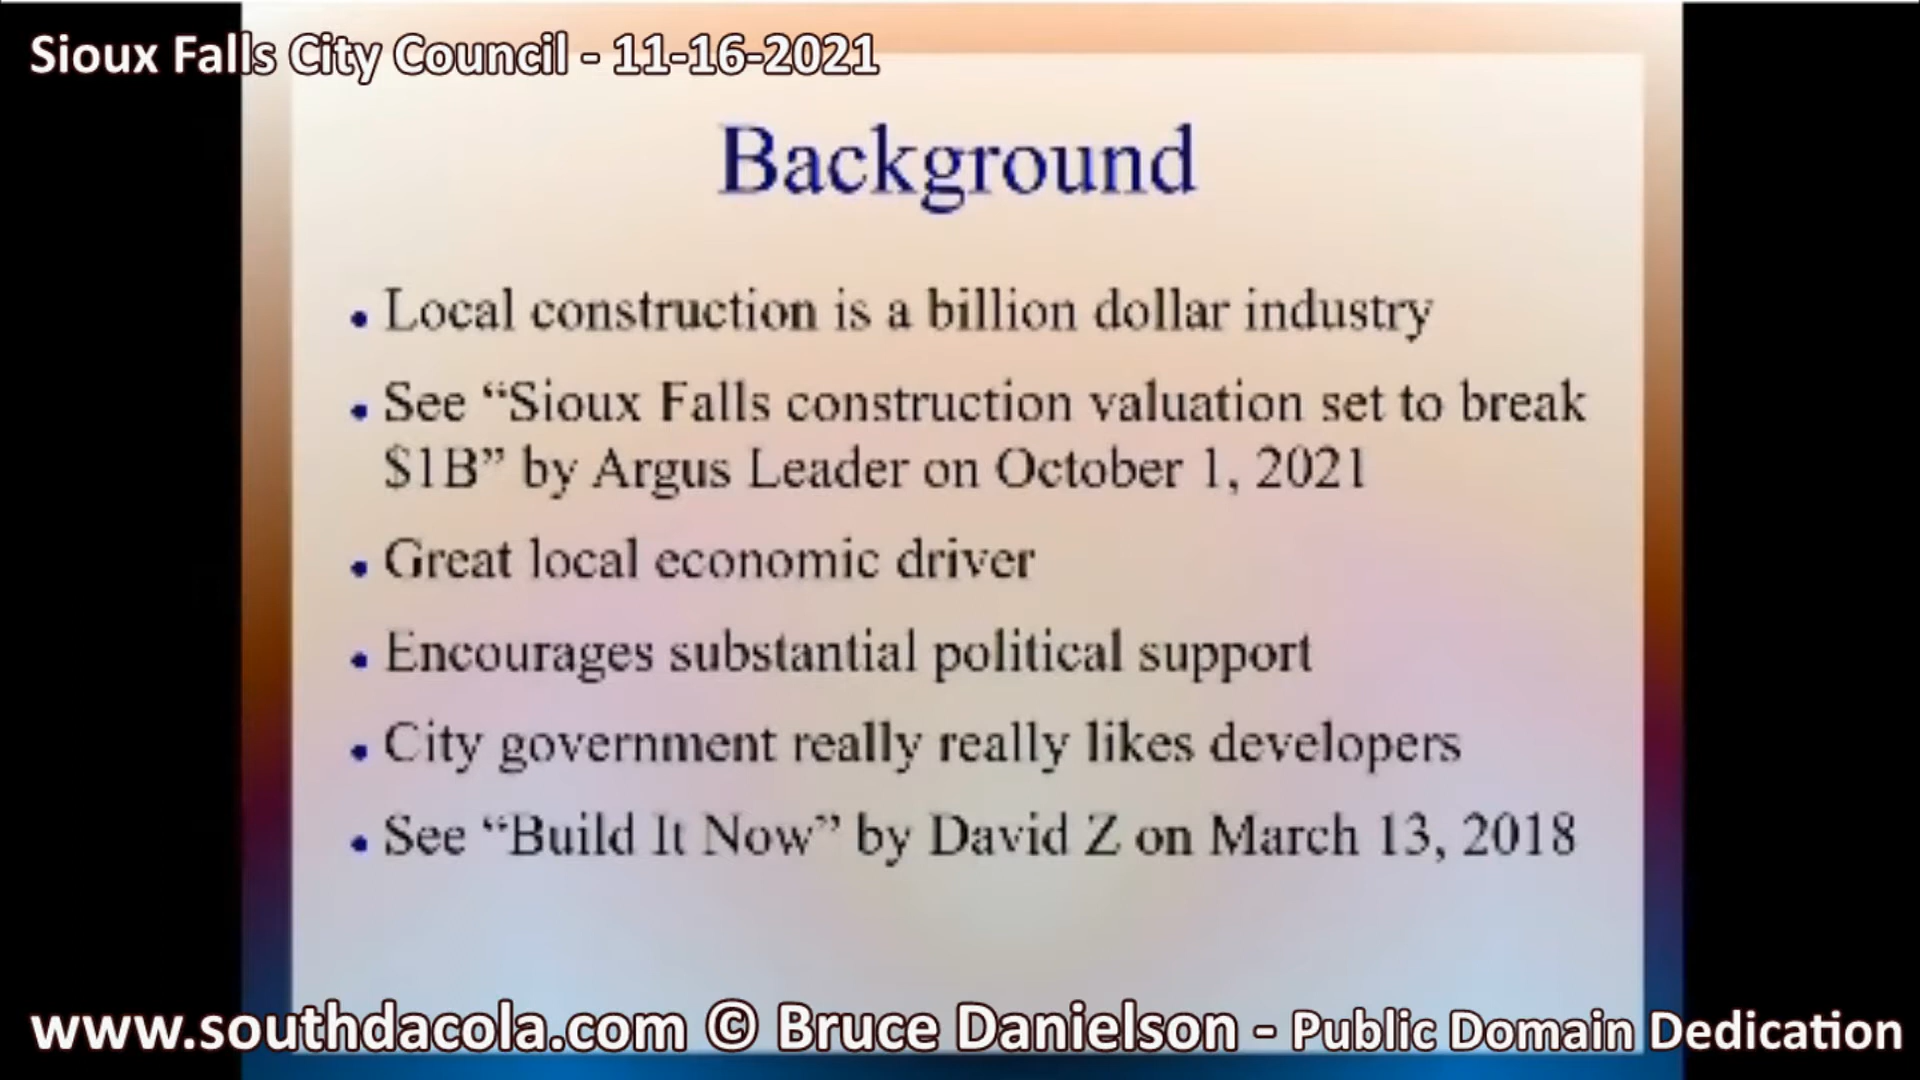 Sioux Falls City Council - 11-16-2021
Background
• Local construction is a billion dollar industry
• See “Sioux Falls construction valuation set to break
$1B” by Argus Leader on October 1, 2021
• Great local economic driver
• Encourages substantial political support
• City government really really likes developers
• See “Build It Now” by David Z on March 13, 2018
www.southdacola.com © Bruce Danielson - Public Domain Dedication